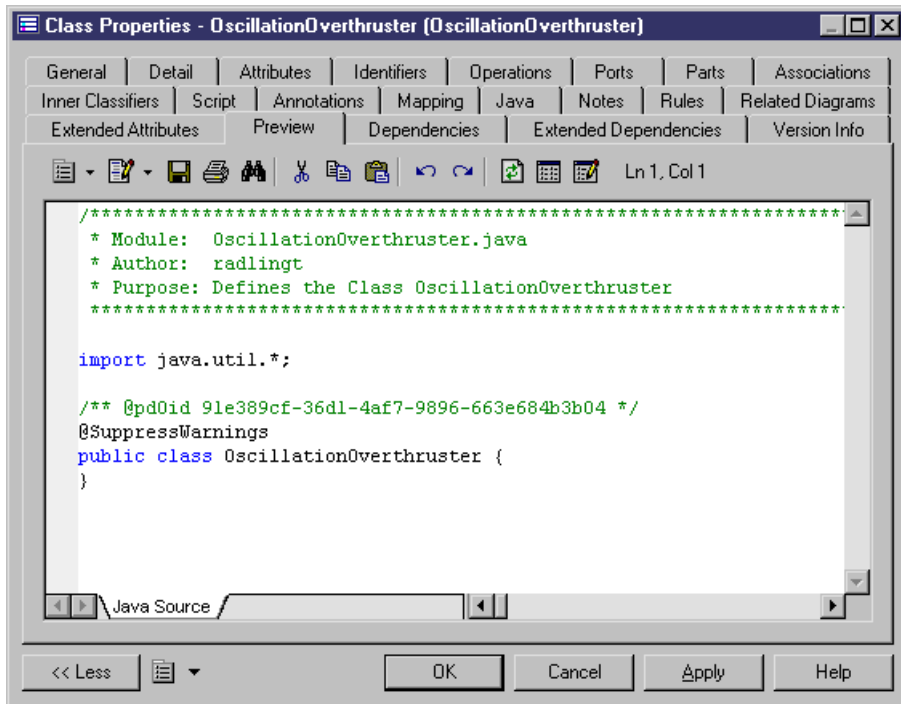 Class Properties - OscillationOverthruster (OscillationOverthruster)
General Detail Attributes Identifiers Operations Ports Parts Associations
Inner Classifiers Script Annotations Mapping Java Notes Rules Related Diagrams
Extended Attributes Preview Dependencies Extended Dependencies Version Info
Ln 1, Col 1
/*******************************************************************
* Module:  OscillationOverthruster.java
* Author:  radlingt
* Purpose: Defines the Class OscillationOverthruster
*******************************************************************
import java.util.*;
/** @pdOid 91e389cf-36d1-4af7-9896-663e684b3b04 */
@SuppressWarnings
public class OscillationOverthruster {
}
Java Source
<< Less OK Cancel Apply Help